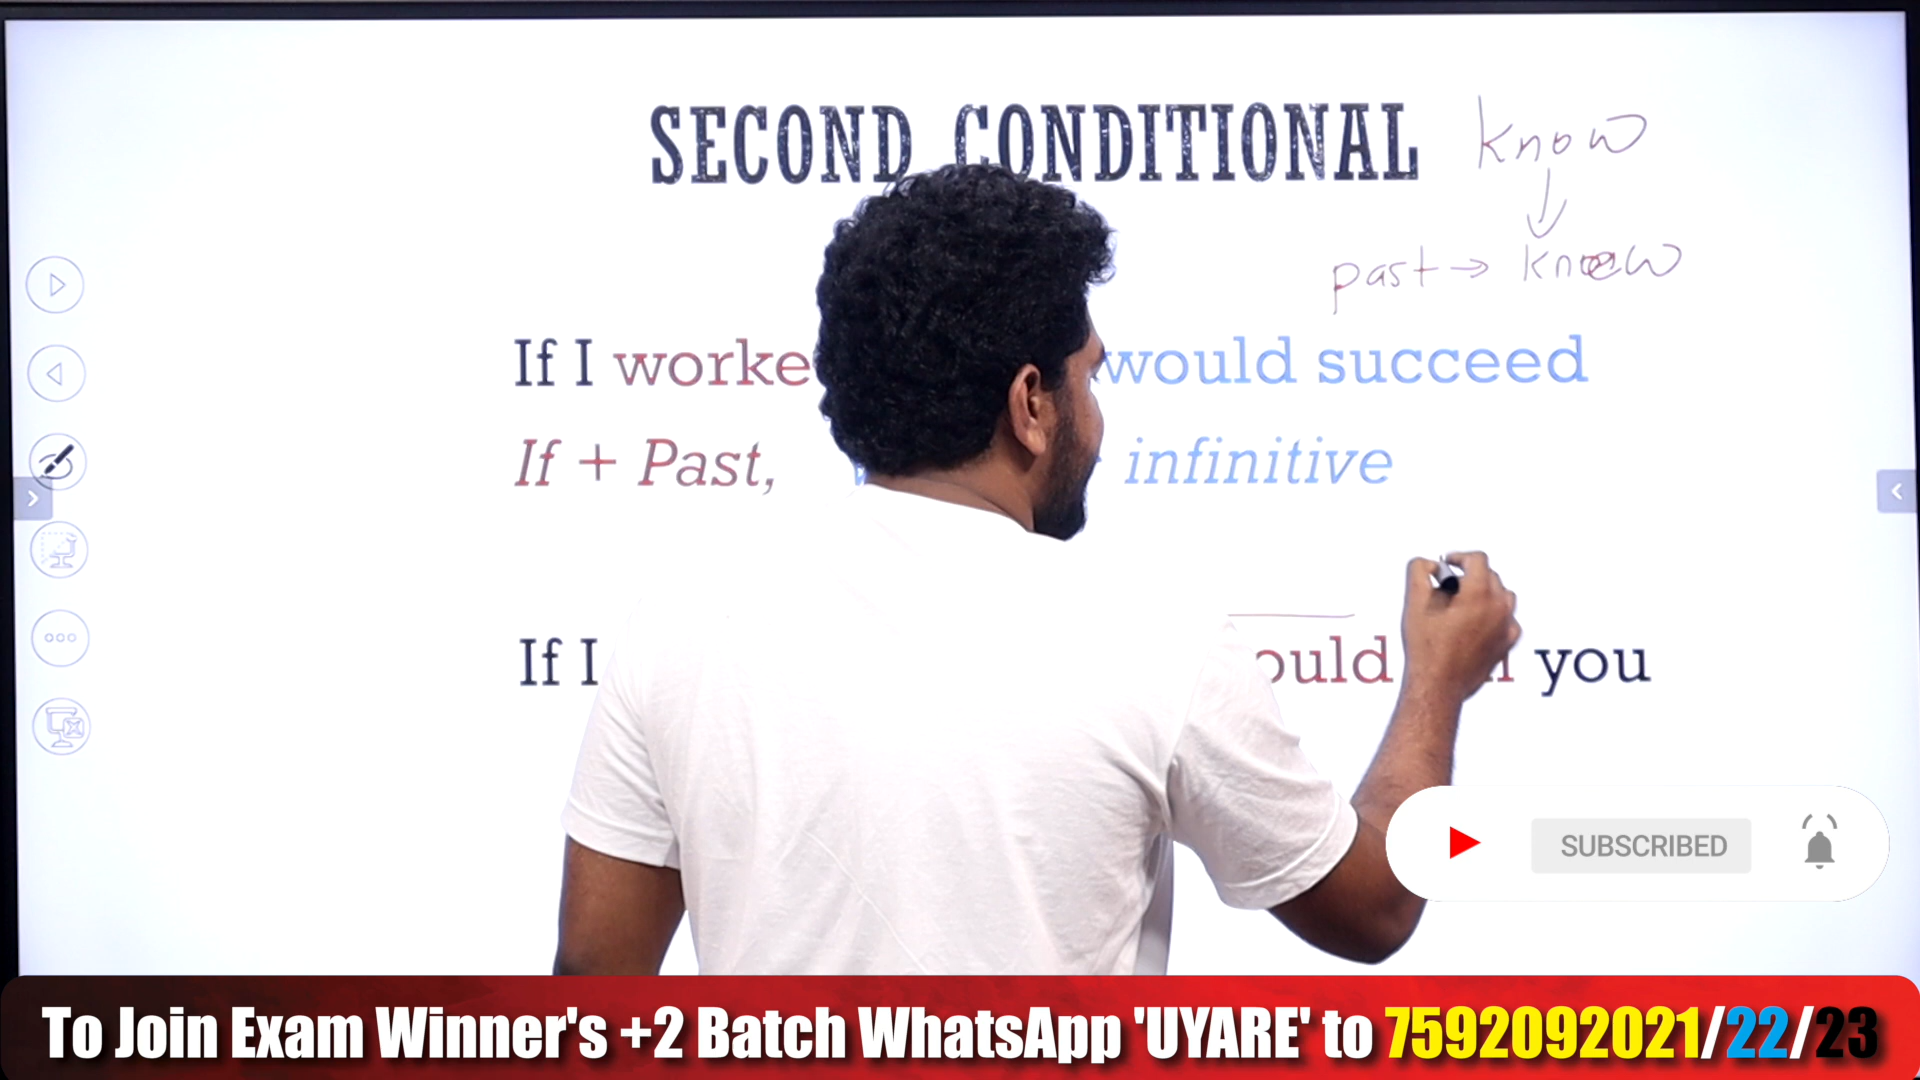 SECOND CONDITIONAL
know
past → knew
If I worke would succeed
If + Past, infinitive
If I ould you
SUBSCRIBED
To Join Exam Winner's +2 Batch WhatsApp 'UYARE' to 7592092021/22/23